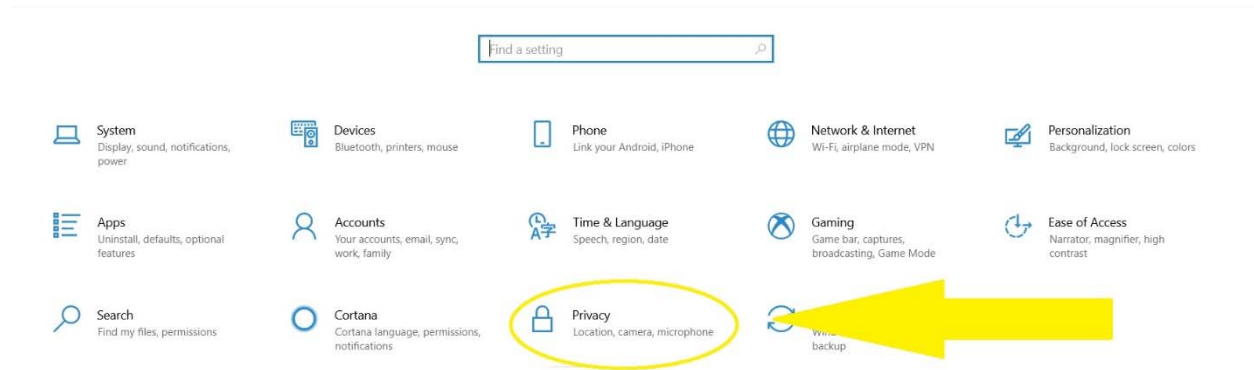 Find a setting
System
Display, sound, notifications,
power
Devices
Bluetooth, printers, mouse
Phone
Link your Android, iPhone
Network & Internet
Wi-Fi, airplane mode, VPN
Personalization
Background, lock screen, colors
Apps
Uninstall, defaults, optional
features
Accounts
Your accounts, email, sync,
work, family
Time & Language
Speech, region, date
Gaming
Game bar, captures,
broadcasting, Game Mode
Ease of Access
Narrator, magnifier, high
contrast
Search
Find my files, permissions
Cortana
Cortana language, permissions,
notifications
Privacy
Location, camera, microphone
backup